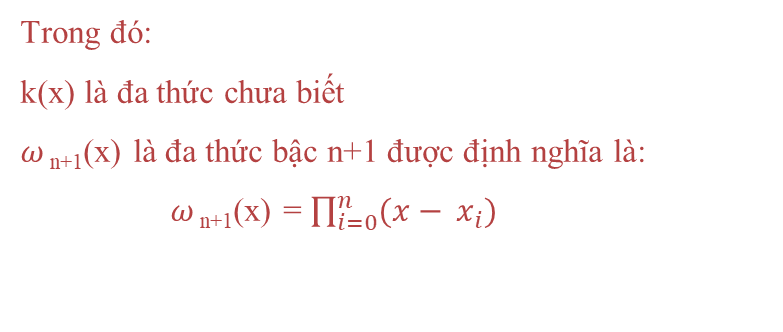 Trong đó:
k(x) là đa thức chưa biết
𝜔 n+1(x) là đa thức bậc n+1 được định nghĩa là:
𝜔 n+1(x) = ∏ⁿᵢ₌₀(𝑥 − 𝑥ᵢ)